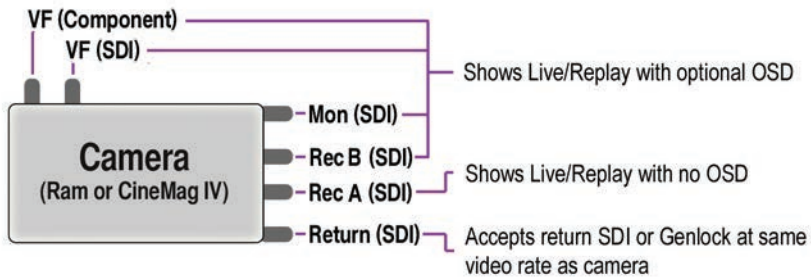 VF (Component)
VF (SDI)
Shows Live/Replay with optional OSD
Mon (SDI)
Camera
(Ram or CineMag IV)
Rec B (SDI)
Rec A (SDI)
Shows Live/Replay with no OSD
Return (SDI)
Accepts return SDI or Genlock at same
video rate as camera